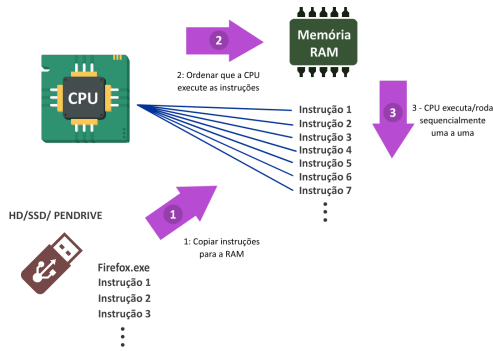 2
Memória
RAM
CPU
2: Ordenar que a CPU
execute as instruções
Instrução 1
Instrução 2
Instrução 3
Instrução 4
Instrução 5
Instrução 6
Instrução 7
3
3 - CPU executa/roda
sequencialmente
uma a uma
HD/SSD/ PENDRIVE
1
1: Copiar instruções
para a RAM
Firefox.exe
Instrução 1
Instrução 2
Instrução 3